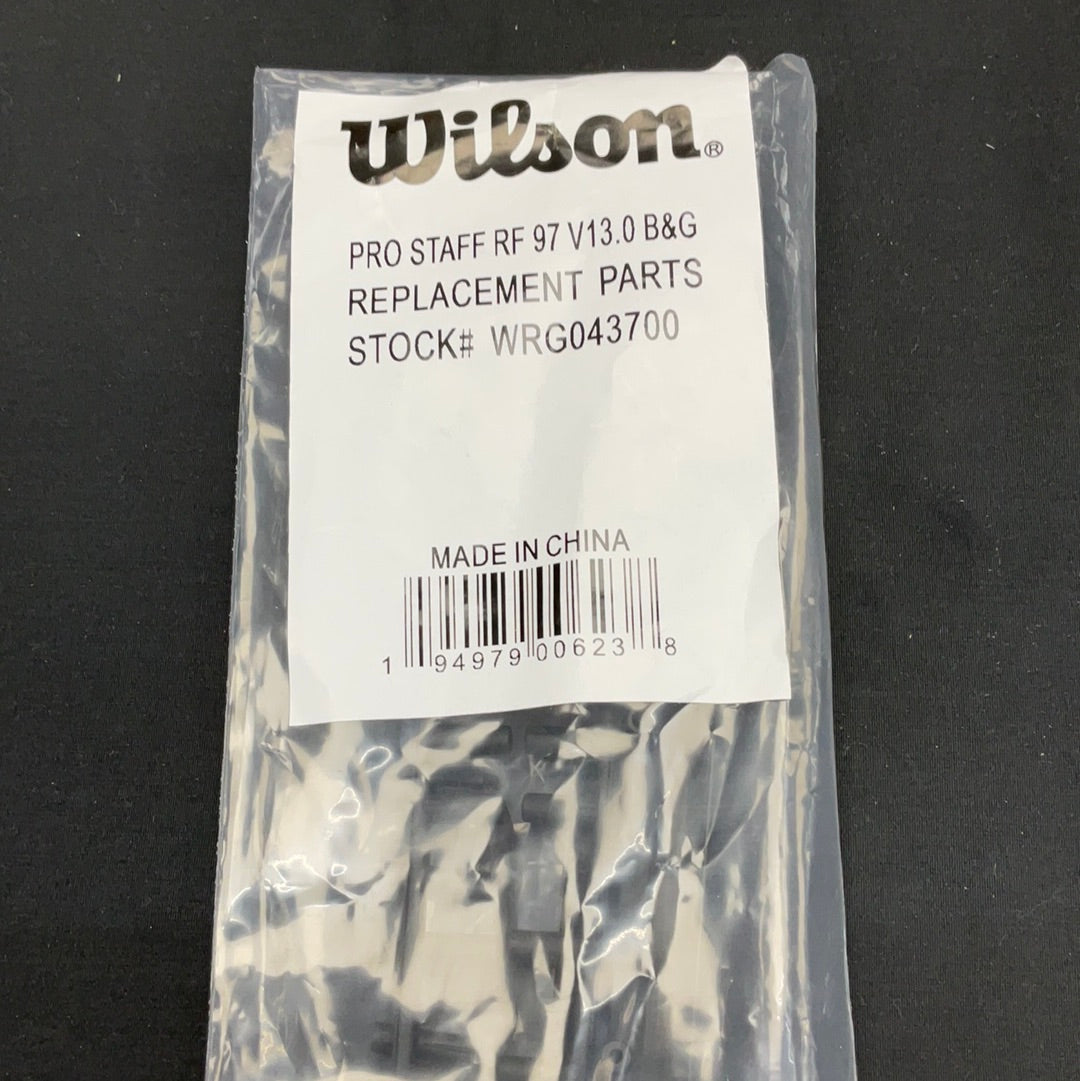 Wilson®
PRO STAFF RF 97 V13.0 B&G
REPLACEMENT PARTS
STOCK# WRG043700
MADE IN CHINA
1 94979 00623 8
K